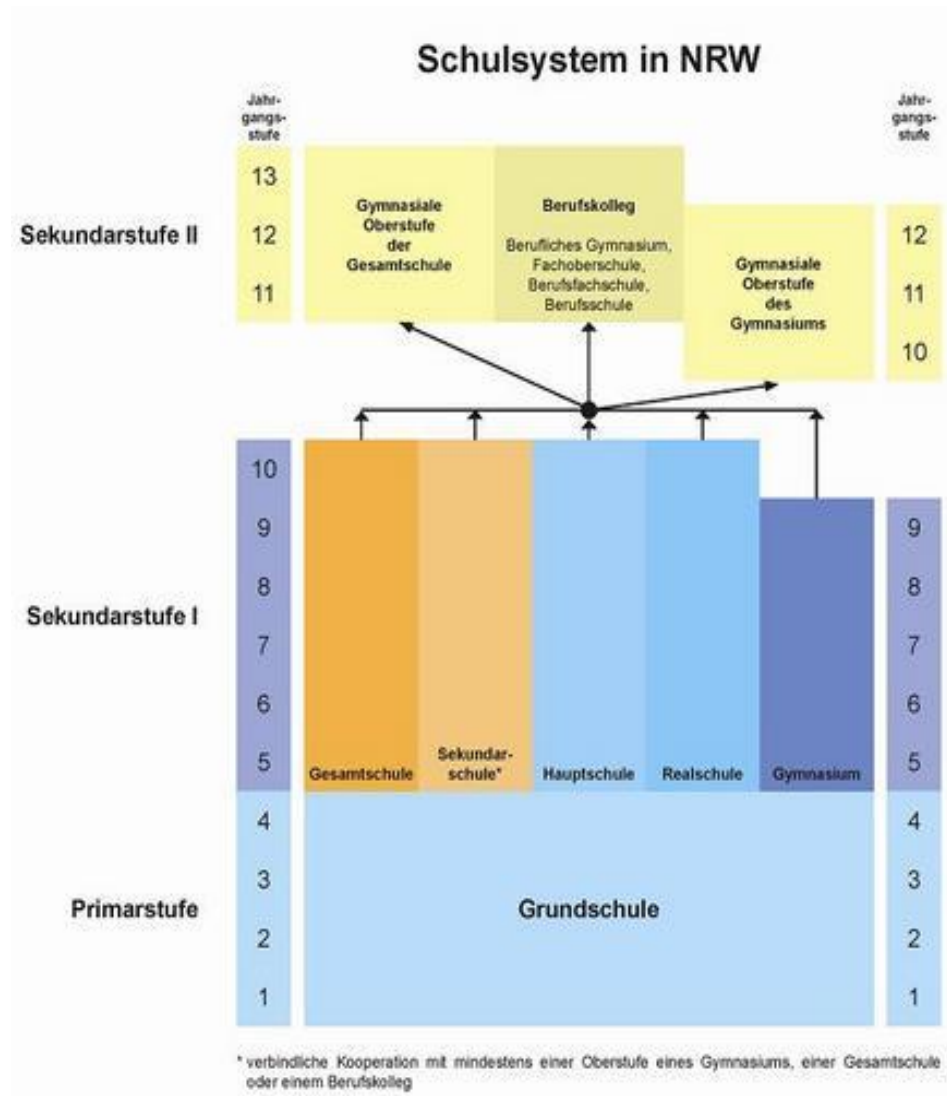 Schulsystem in NRW
Jahr-
gangs-
stufe
Jahr-
gangs-
stufe
Sekundarstufe II
13
12
11
Gymnasiale
Oberstufe
der
Gesamtschule
Berufskolleg
Berufliches Gymnasium,
Fachoberschule,
Berufsfachschule,
Berufsschule
Gymnasiale
Oberstufe
des
Gymnasiums
12
11
10
Sekundarstufe I
10
9
8
7
6
5
Gesamtschule
Sekundar-
schule*
Hauptschule
Realschule
Gymnasium
9
8
7
6
5
Primarstufe
4
3
2
1
Grundschule
4
3
2
1
* verbindliche Kooperation mit mindestens einer Oberstufe eines Gymnasiums, einer Gesamtschule
oder einem Berufskolleg